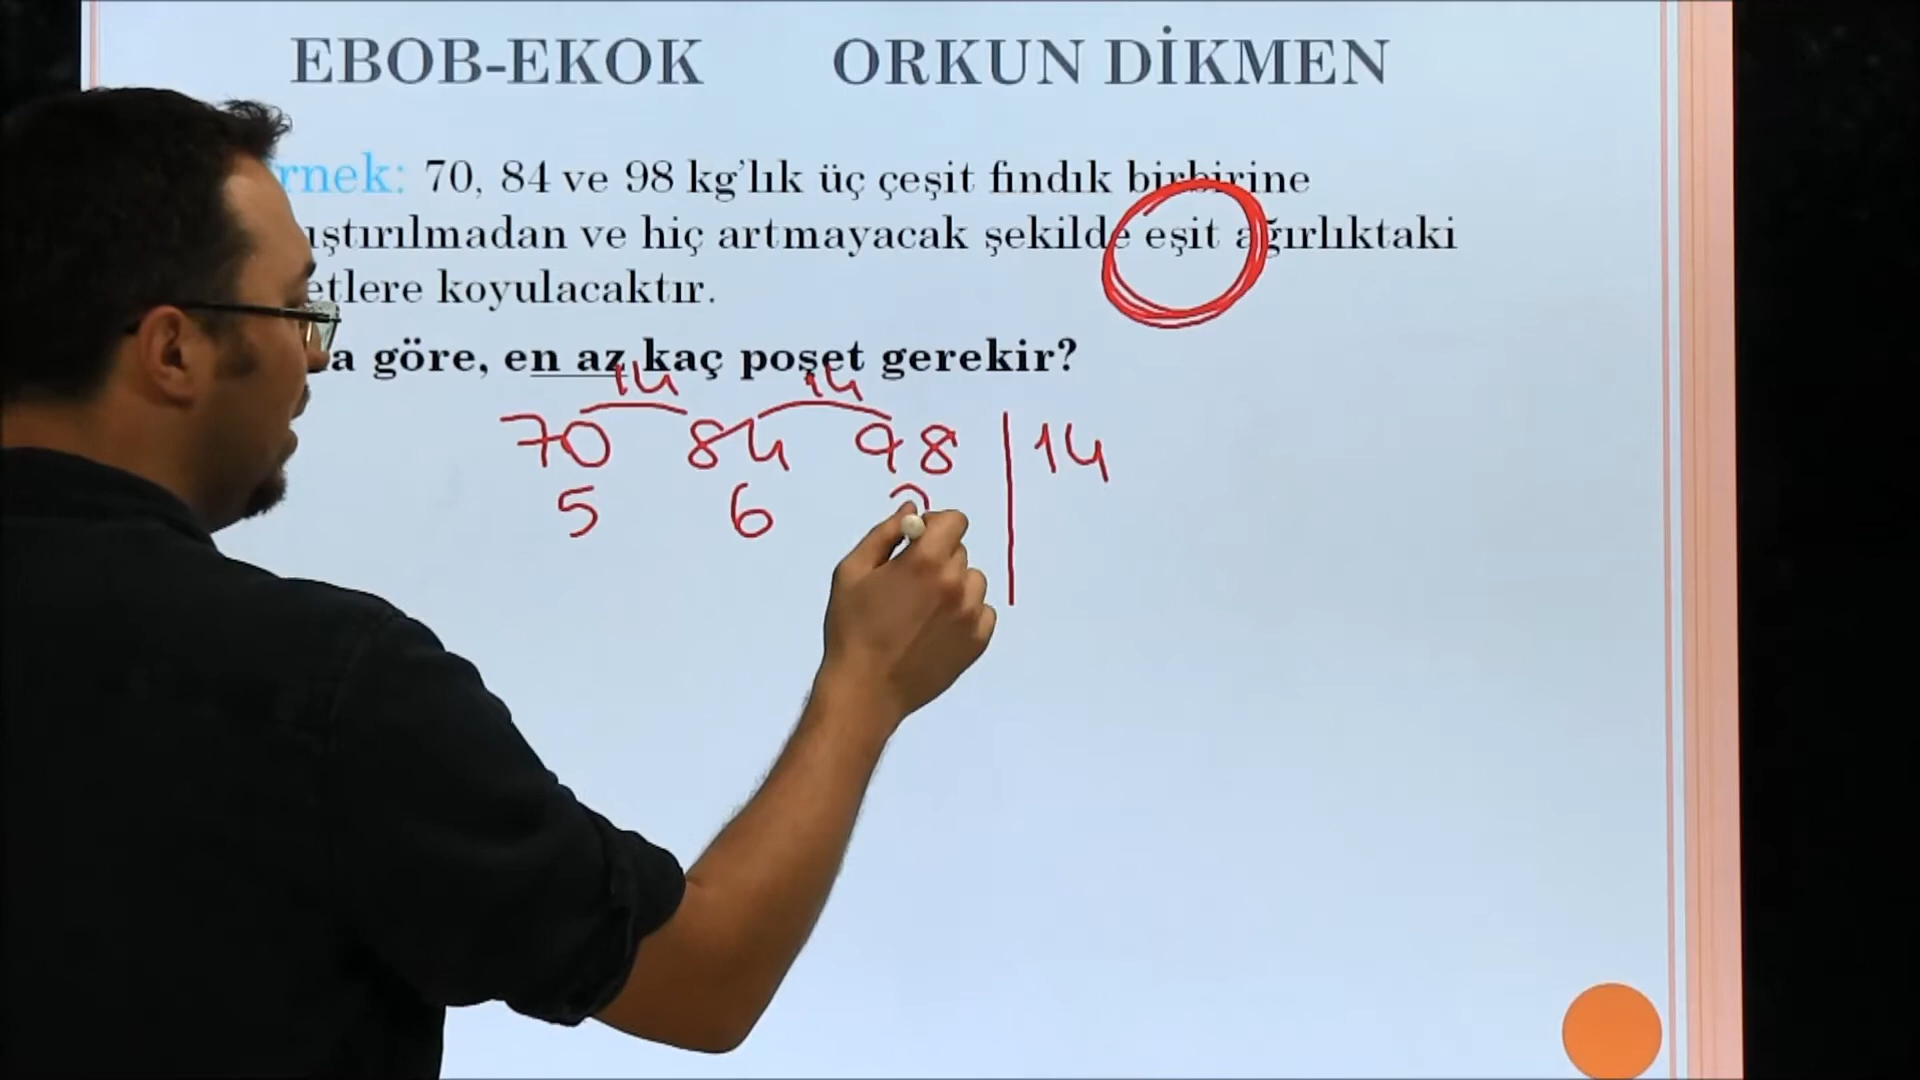 EBOB-EKOK ORKUN DİKMEN
rnek: 70, 84 ve 98 kg'lık üç çeşit fındık birbirine
ıştırılmadan ve hiç artmayacak şekilde eşit ağırlıktaki
etlere koyulacaktır.
a göre, en az kaç poşet gerekir?
14 14
70 84 98 14
5 6